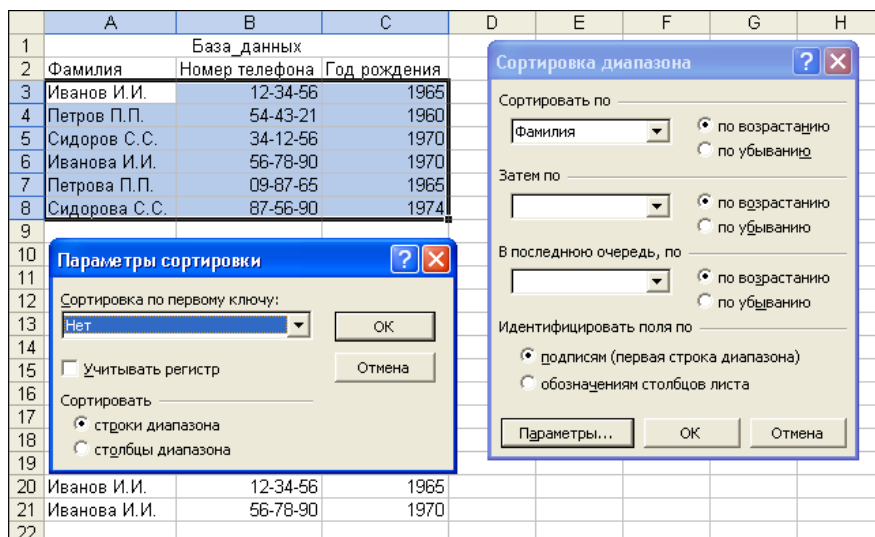 A B C D E F G H
1 База_данных
2 Фамилия Номер телефона Год рождения
3 Иванов И.И. 12-34-56 1965
4 Петров П.П. 54-43-21 1960
5 Сидоров С.С. 34-12-56 1970
6 Иванова И.И. 56-78-90 1970
7 Петрова П.П. 09-87-65 1965
8 Сидорова С.С. 87-56-90 1974
9
10
11
12
13
14
15
16
17
18
19
20 Иванов И.И. 12-34-56 1965
21 Иванова И.И. 56-78-90 1970
22
Параметры сортировки
Сортировка по первому ключу:
Нет
ОК
Учитывать регистр
Отмена
Сортировать
строки диапазона
столбцы диапазона
Сортировка диапазона
Сортировать по
Фамилия
по возрастанию
по убыванию
Затем по
по возрастанию
по убыванию
В последнюю очередь, по
по возрастанию
по убыванию
Идентифицировать поля по
подписям (первая строка диапазона)
обозначениям столбцов листа
Параметры... ОК Отмена